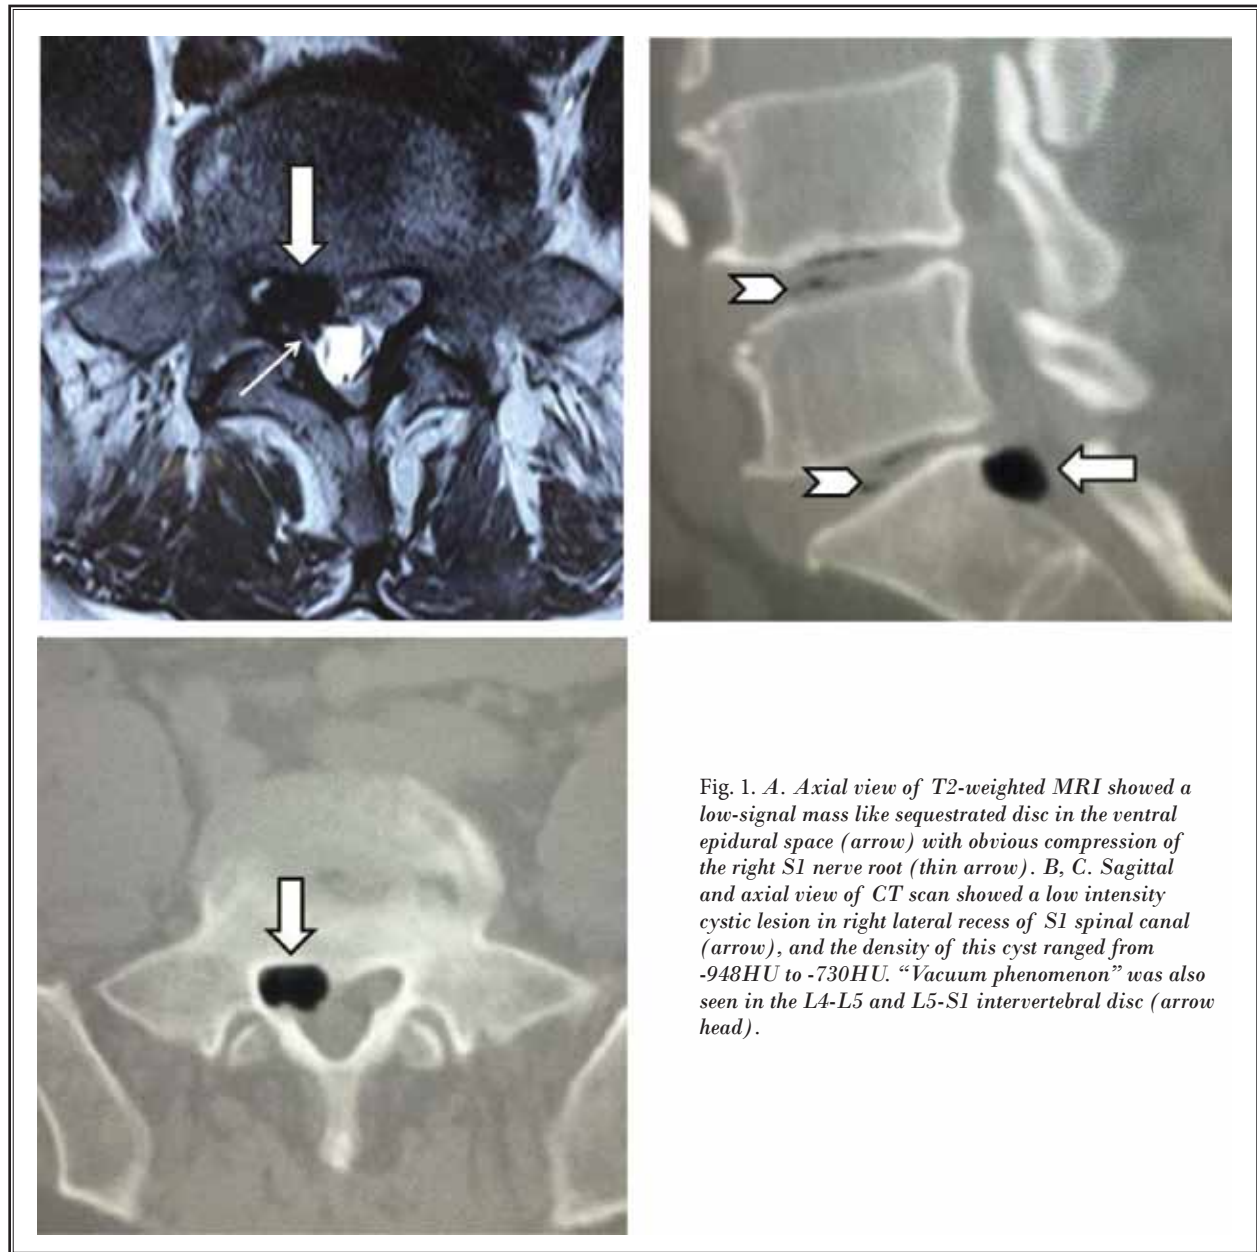 Fig. 1. A. Axial view of T2-weighted MRI showed a
low-signal mass like sequestrated disc in the ventral
epidural space (arrow) with obvious compression of
the right S1 nerve root (thin arrow). B, C. Sagittal
and axial view of CT scan showed a low intensity
cystic lesion in right lateral recess of S1 spinal canal
(arrow), and the density of this cyst ranged from
-948HU to -730HU. “Vacuum phenomenon” was also
seen in the L4-L5 and L5-S1 intervertebral disc (arrow
head).